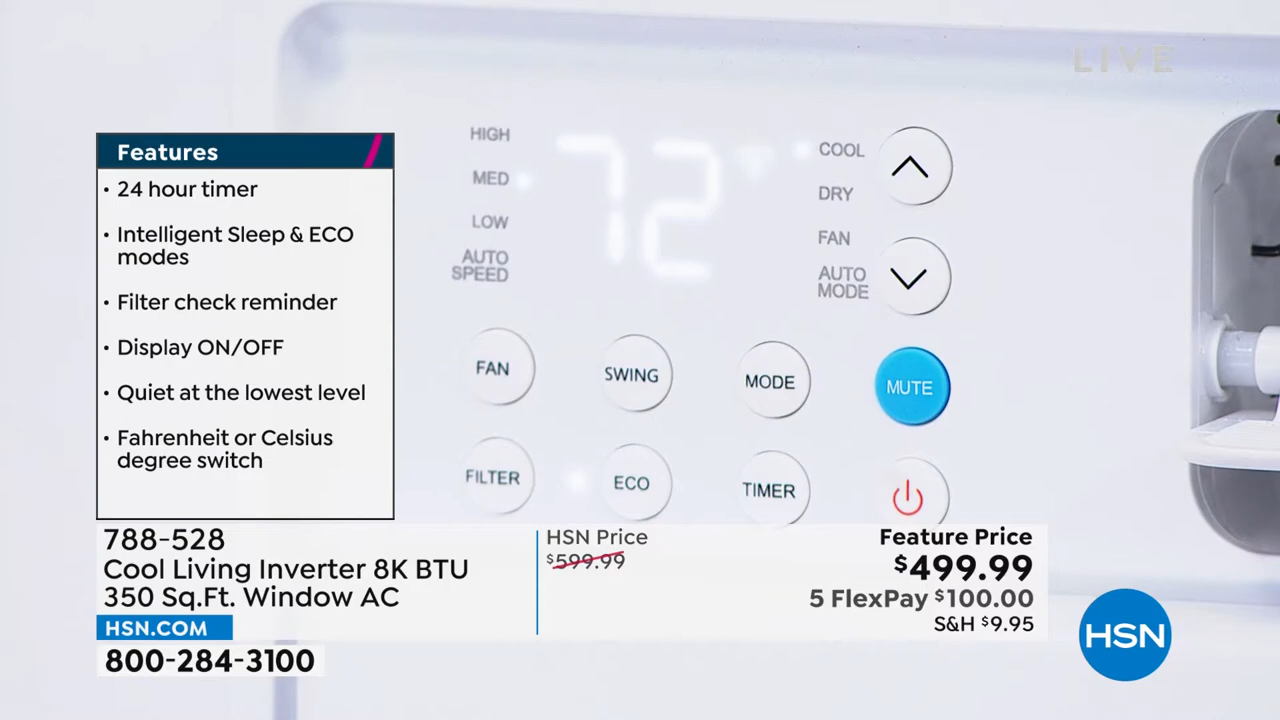 LIVE
Features
• 24 hour timer
• Intelligent Sleep & ECO
modes
• Filter check reminder
• Display ON/OFF
• Quiet at the lowest level
• Fahrenheit or Celsius
degree switch
HIGH
MED
LOW
AUTO
SPEED
72
COOL
DRY
FAN
AUTO
MODE
FAN
SWING
MODE
MUTE
FILTER
ECO
TIMER
788-528
Cool Living Inverter 8K BTU
350 Sq.Ft. Window AC
HSN.COM
800-284-3100
HSN Price
$599.99
Feature Price
$499.99
5 FlexPay $100.00
S&H $9.95
HSN